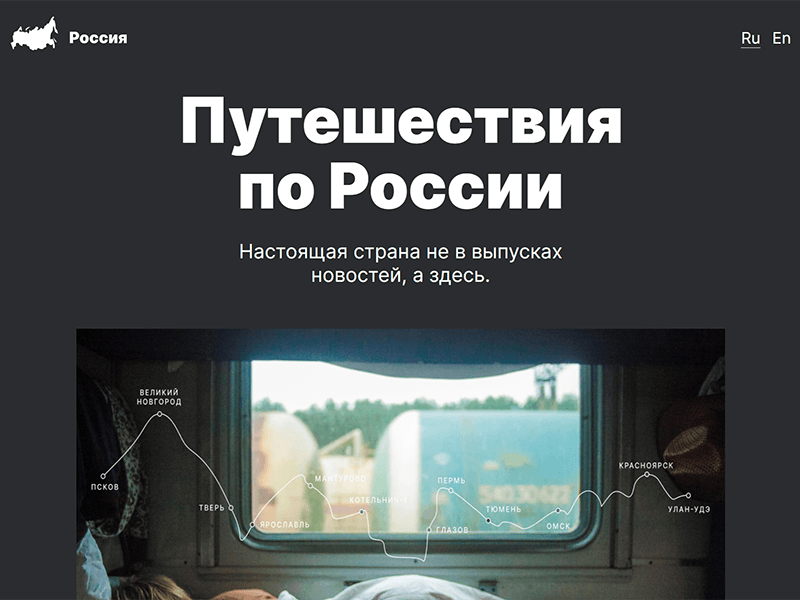 Россия
Ru En
Путешествия
по России
Настоящая страна не в выпусках
новостей, а здесь.
ВЕЛИКИЙ
НОВГОРОД
ПСКОВ
ТВЕРЬ
ЯРОСЛАВЛЬ
МАНТУРОВО
КОТЕЛЬНИЧ
ПЕРМЬ
ГЛАЗОВ
ТЮМЕНЬ
ОМСК
КРАСНОЯРСК
УЛАН-УДЭ